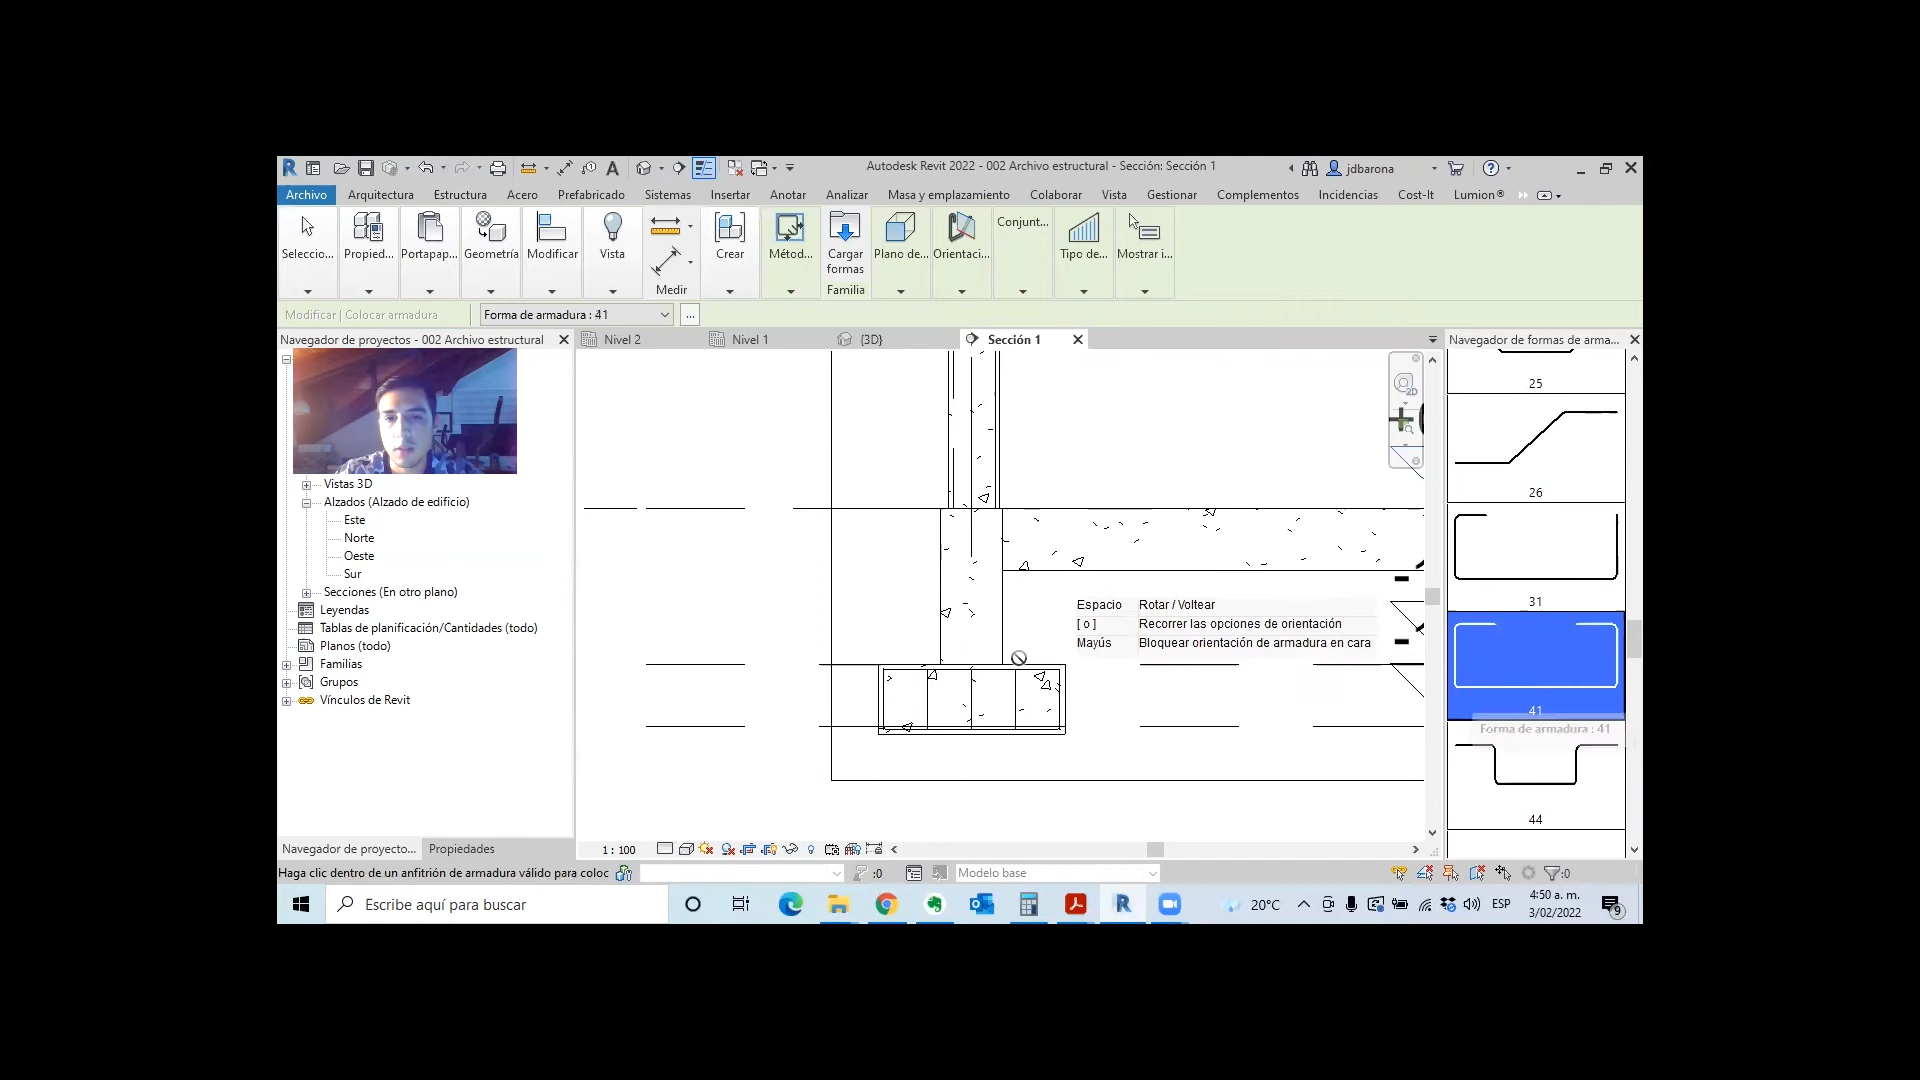 Autodesk Revit 2022 - 002 Archivo estructural - Sección: Sección 1
jdbarona
Archivo Arquitectura Estructura Acero Prefabricado Sistemas Insertar Anotar Analizar Masa y emplazamiento Colaborar Vista Gestionar Complementos Incidencias Cost-It Lumion®
Seleccio... Propied... Portapap... Geometría Modificar Vista Medir Crear Métod... Cargar formas Familia Plano de... Orientaci... Conjunt... Tipo de... Mostrar i...
Modificar | Colocar armadura Forma de armadura : 41 ...
Navegador de proyectos - 002 Archivo estructural
Nivel 2 Nivel 1 {3D} Sección 1
Navegador de formas de arma...
Vistas 3D
Alzados (Alzado de edificio)
Este
Norte
Oeste
Sur
Secciones (En otro plano)
Leyendas
Tablas de planificación/Cantidades (todo)
Planos (todo)
Familias
Grupos
Vínculos de Revit
2D
Espacio Rotar / Voltear
[ o ] Recorrer las opciones de orientación
Mayús Bloquear orientación de armadura en cara
25
26
31
41
Forma de armadura : 41
44
Navegador de proyecto... Propiedades
1 : 100
Haga clic dentro de un anfitrión de armadura válido para coloc
:0 Modelo base :0
Escribe aquí para buscar
20°C ESP
4:50 a. m.
3/02/2022
9